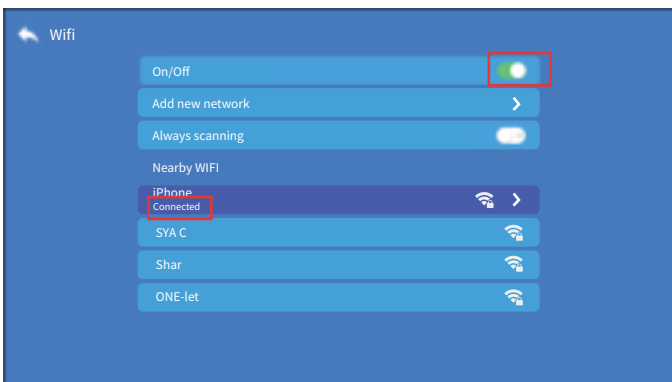 Wifi
On/Off
Add new network
Always scanning
Nearby WIFI
iPhone
Connected
SYA C
Shar
ONE-let